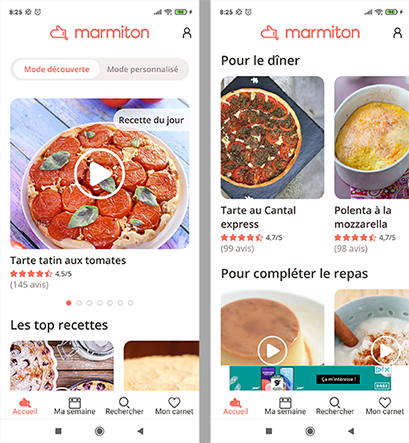 8:25
marmiton
Mode découverte
Mode personnalisé
Recette du jour
Tarte tatin aux tomates
4,5/5
(145 avis)
Les top recettes
Accueil
Ma semaine
Rechercher
Mon carnet
8:25
marmiton
Pour le dîner
Tarte au Cantal
express
4,7/5
(99 avis)
Polenta à la
mozzarella
4,7/5
(98 avis)
Pour compléter le repas
Ça m'intéresse !
Accueil
Ma semaine
Rechercher
Mon carnet